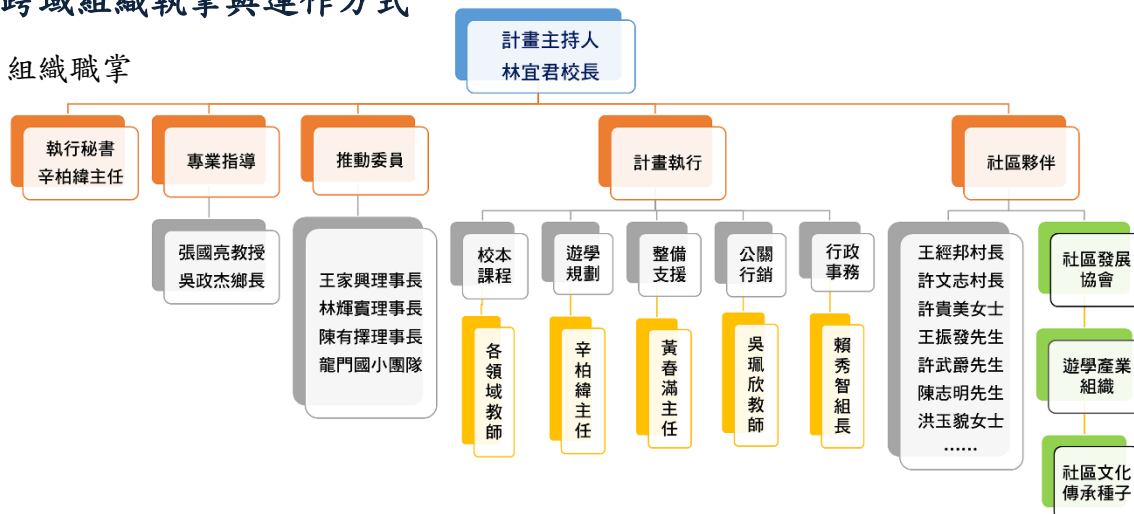 跨域組織執掌與運作方式
組織職掌
計畫主持人
林宜君校長
執行秘書
辛柏緯主任
專業指導
張國亮教授
吳政杰鄉長
推動委員
王家興理事長
林輝賓理事長
陳有擇理事長
龍門國小團隊
計畫執行
校本
課程
各領域教師
遊學
規劃
辛柏緯主任
整備
支援
黃春滿主任
公關
行銷
吳珮欣教師
行政
事務
賴秀智組長
社區夥伴
王經邦村長
許文志村長
許貴美女士
王振發先生
許武爵先生
陳志明先生
洪玉貌女士
……
社區發展
協會
遊學產業
組織
社區文化
傳承種子